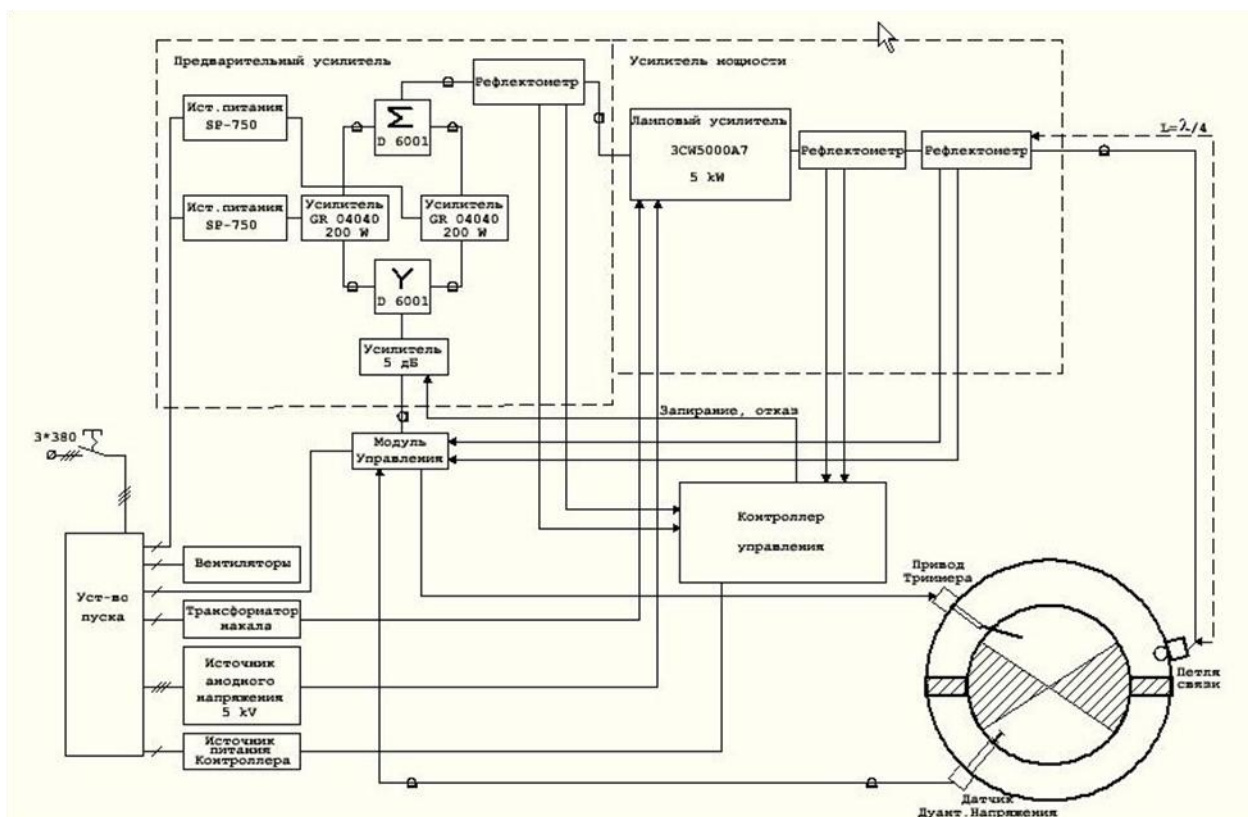 Предварительный усилитель
Усилитель мощности
Ист.питания
SP-750
Σ
D 6001
Рефлектометр
Ламповый усилитель
3CW5000A7
5 kW
Рефлектометр
Рефлектометр
L=λ/4
Ист.питания
SP-750
Усилитель
GR 04040
200 W
Усилитель
GR 04040
200 W
Y
D 6001
Усилитель
5 дБ
Запирание, отказ
3*380
Модуль
Управления
Контроллер
управления
Вентиляторы
Уст-во
пуска
Трансформатор
накала
Источник
анодного
напряжения
5 kV
Источник
питания
Контроллера
Привод
Триммера
Петля
связи
Датчик
Дуант.Напряжения